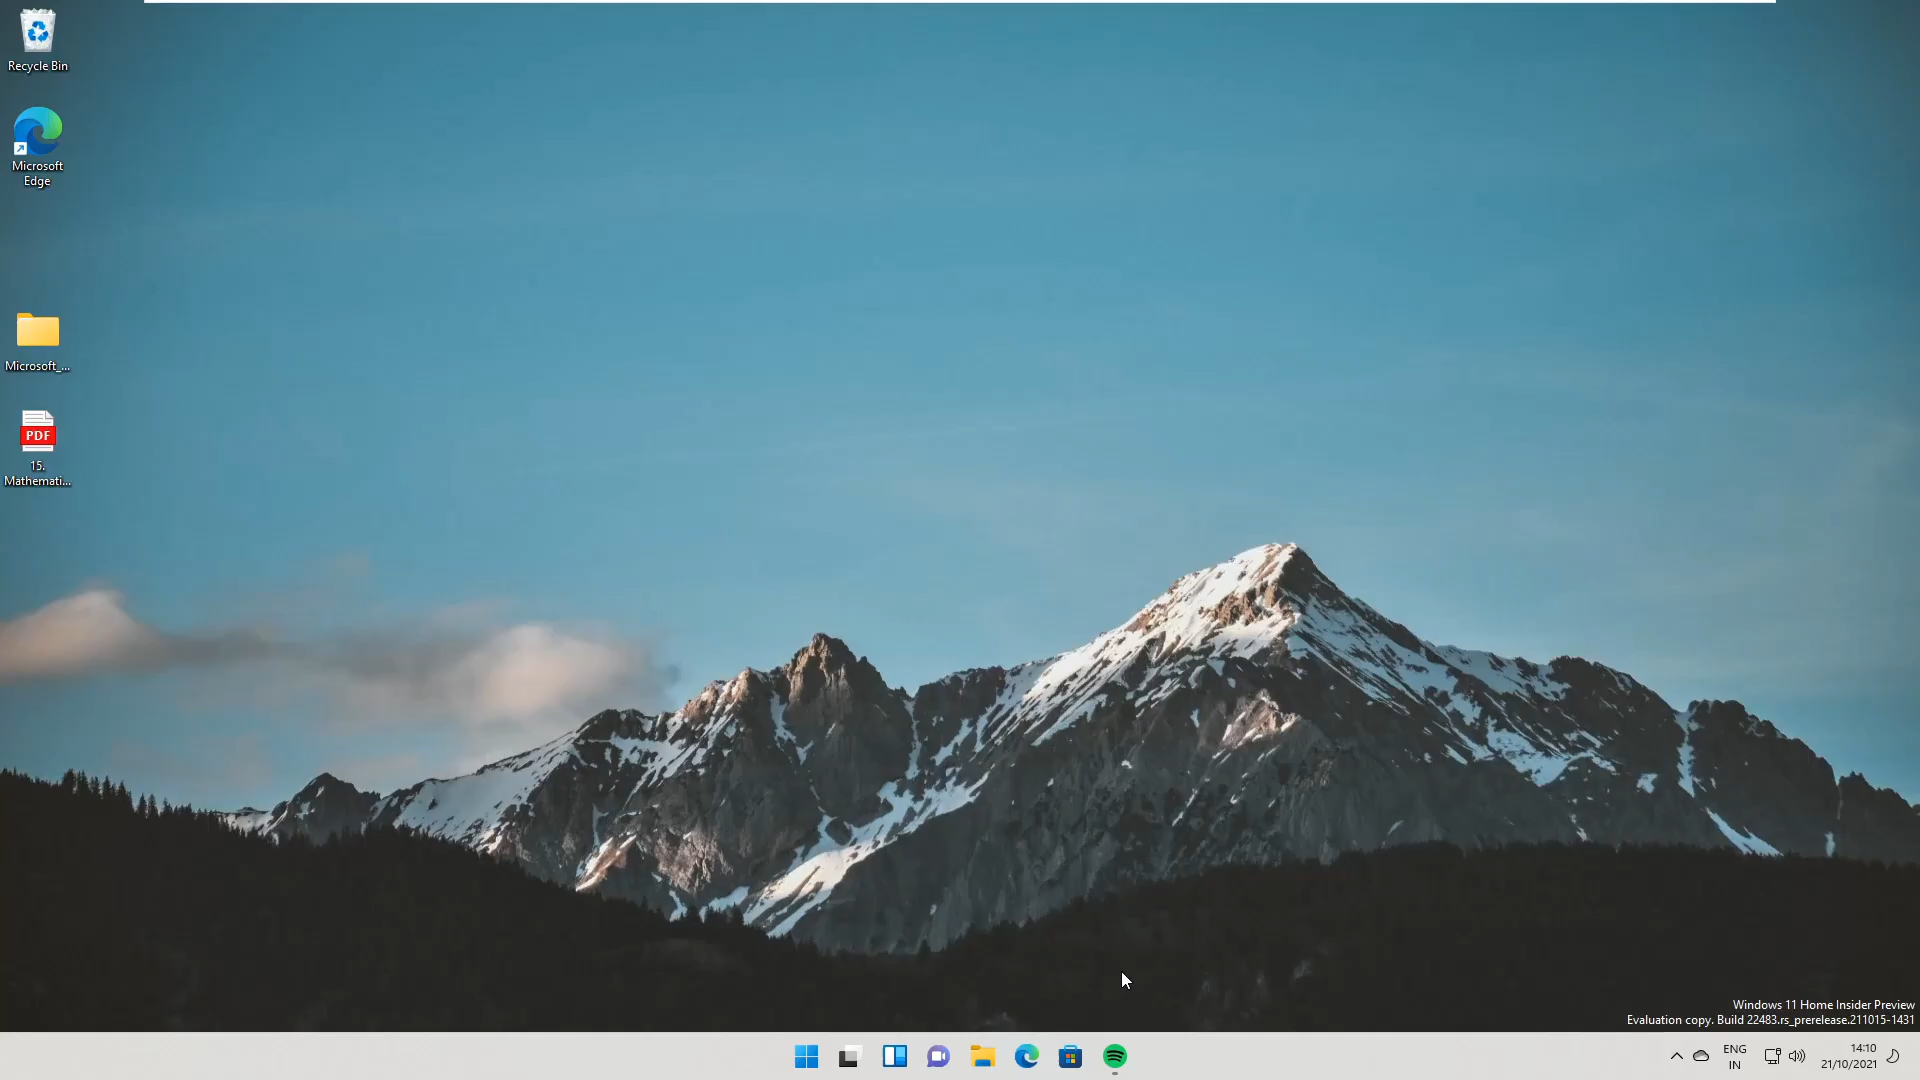 Recycle Bin
Microsoft
Edge
Microsoft_...
PDF
15.
Mathemati...
Windows 11 Home Insider Preview
Evaluation copy. Build 22483.rs_prerelease.211015-1431
ENG
IN
14:10
21/10/2021